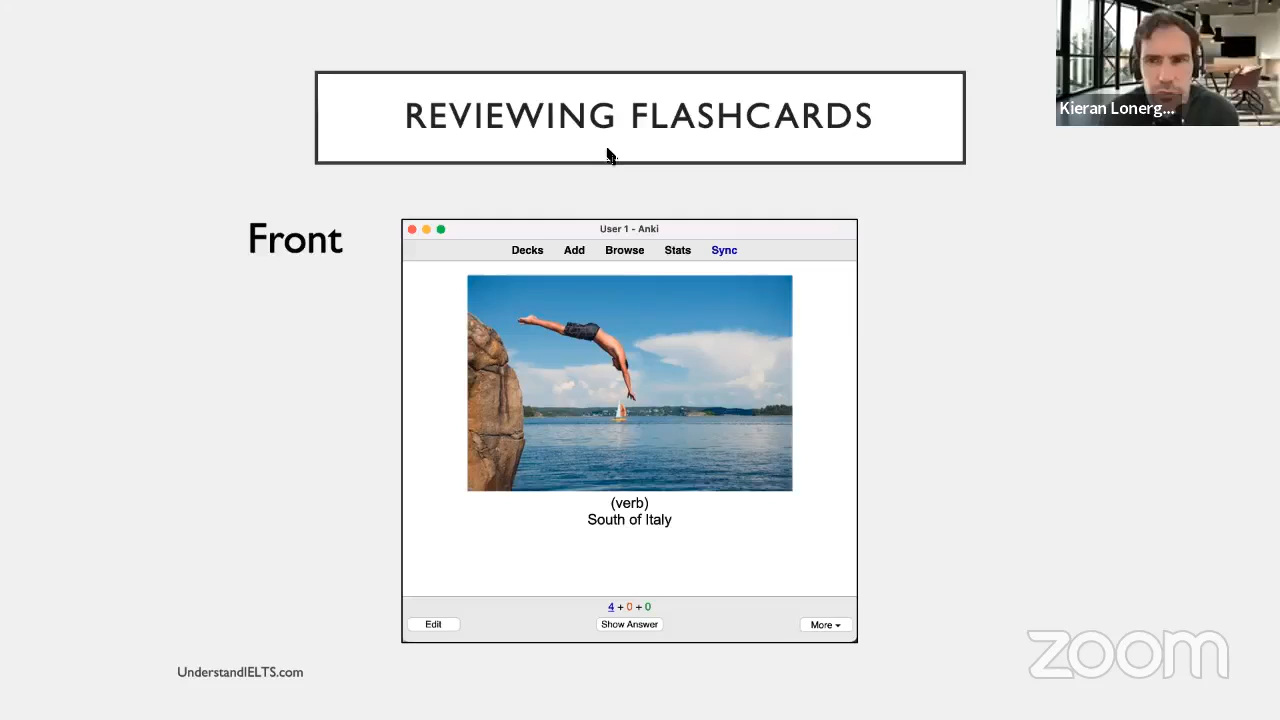 REVIEWING FLASHCARDS
Kieran Lonerg...
Front
User 1 - Anki
Decks Add Browse Stats Sync
(verb)
South of Italy
4 + 0 + 0
Edit Show Answer More
UnderstandIELTS.com
zoom